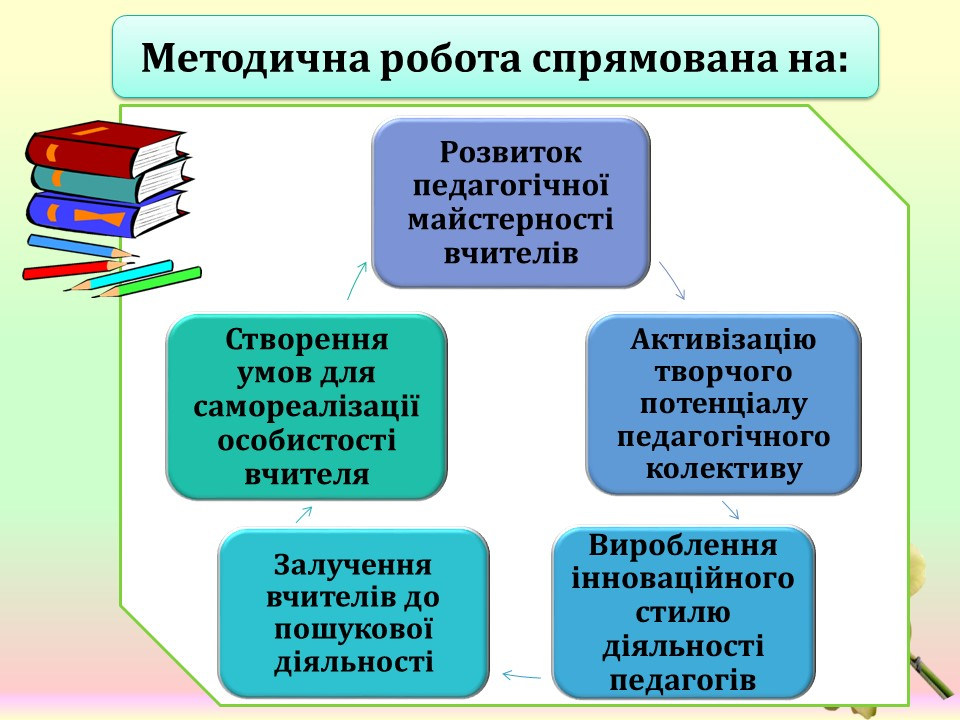 Методична робота спрямована на:
Розвиток
педагогічної
майстерності
вчителів
Активізацію
творчого
потенціалу
педагогічного
колективу
Вироблення
інноваційного
стилю
діяльності
педагогів
Залучення
вчителів до
пошукової
діяльності
Створення
умов для
самореалізації
особистості
вчителя